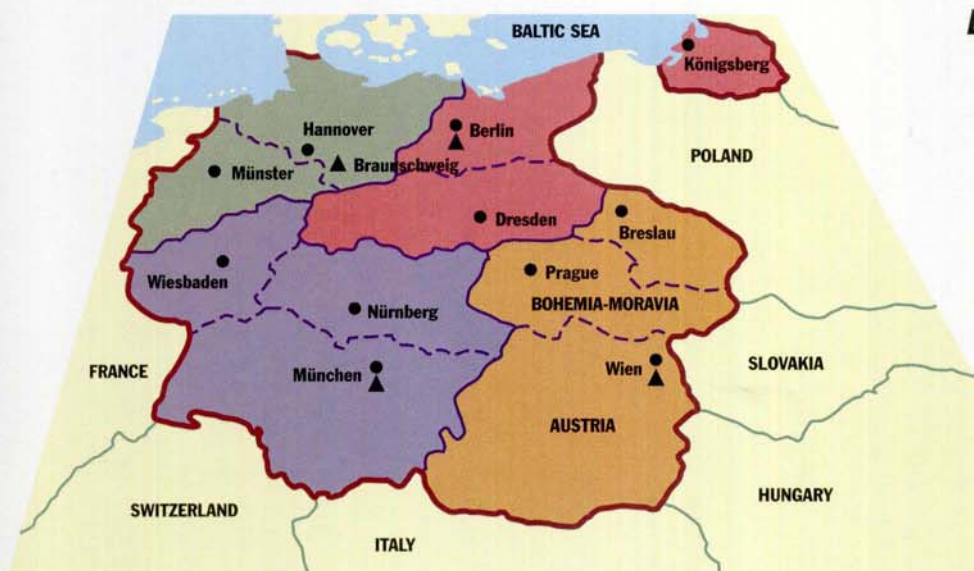 BALTIC SEA
Königsberg
Hannover
Berlin
Braunschweig
POLAND
Münster
Dresden
Breslau
Wiesbaden
Prague
BOHEMIA-MORAVIA
Nürnberg
FRANCE
München
Wien
SLOVAKIA
AUSTRIA
SWITZERLAND
HUNGARY
ITALY